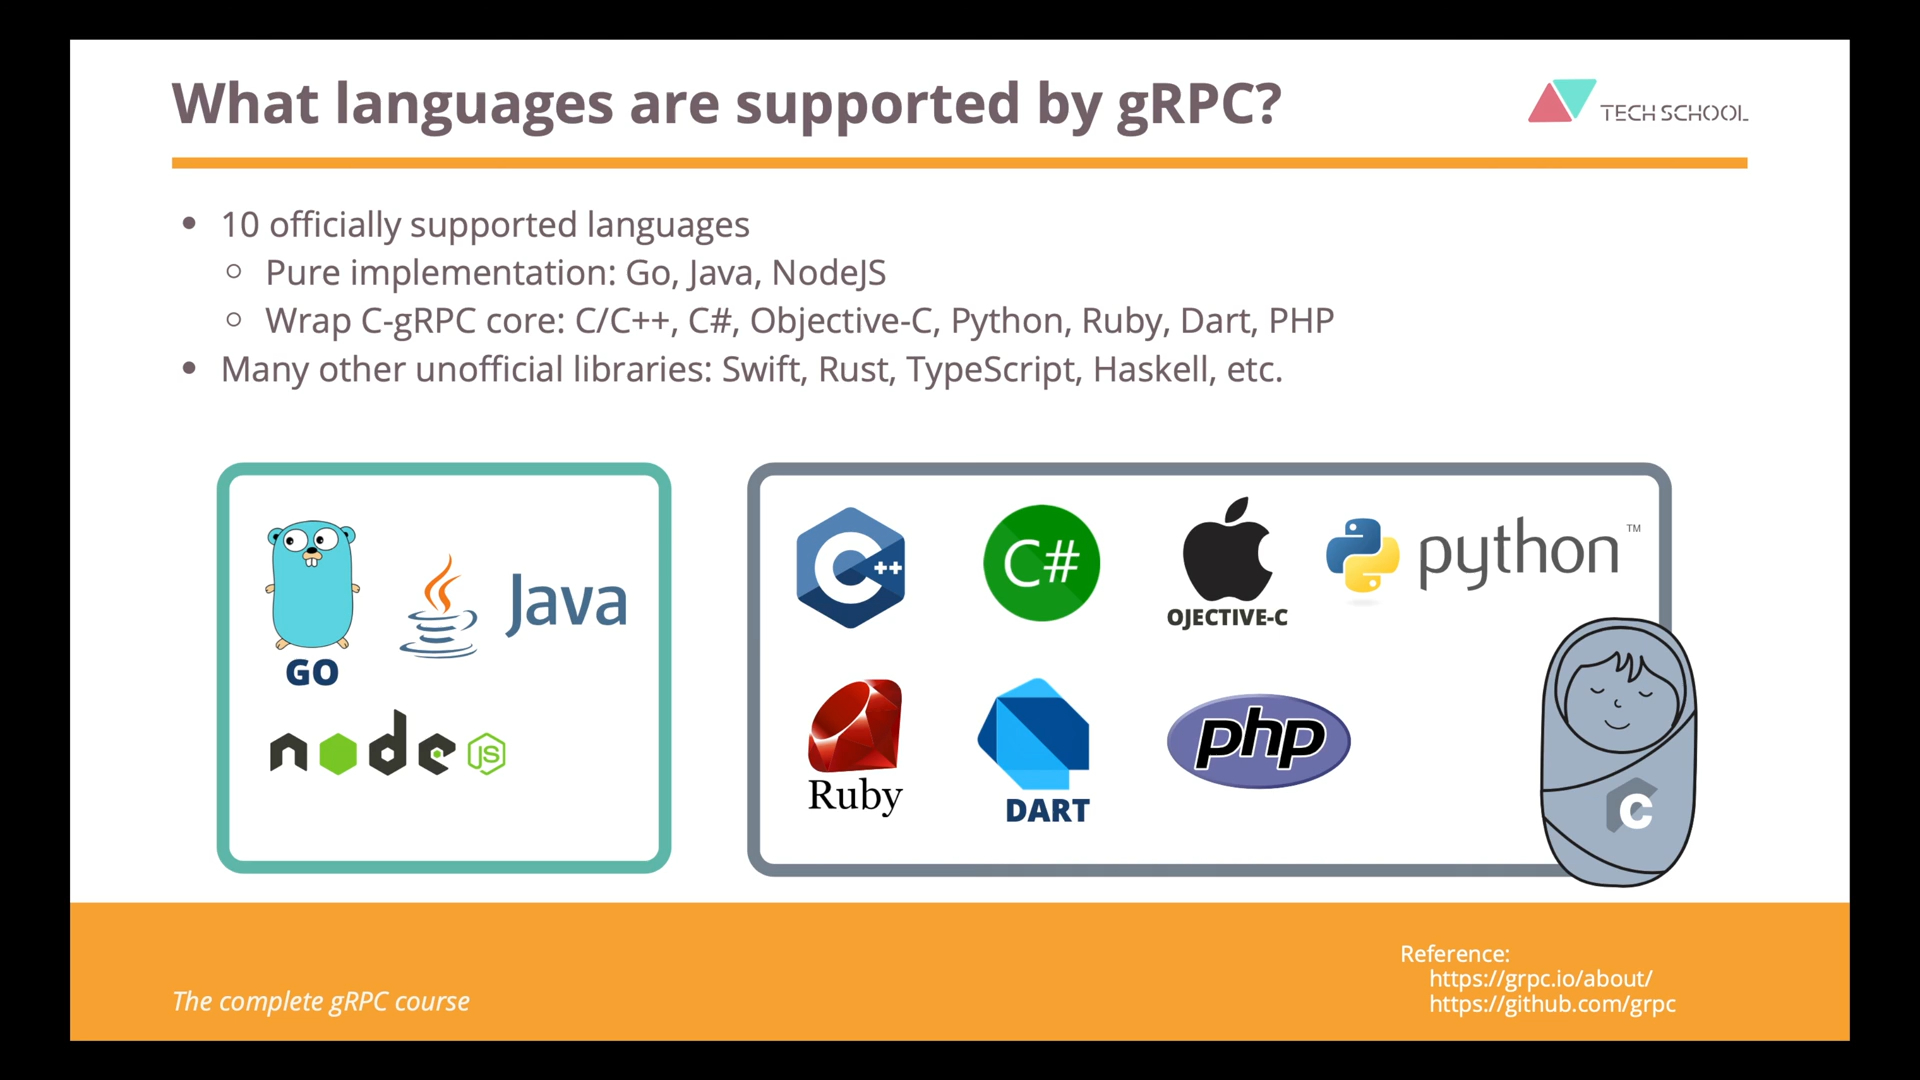 What languages are supported by gRPC?
TECH SCHOOL
• 10 officially supported languages
○ Pure implementation: Go, Java, NodeJS
○ Wrap C-gRPC core: C/C++, C#, Objective-C, Python, Ruby, Dart, PHP
• Many other unofficial libraries: Swift, Rust, TypeScript, Haskell, etc.
GO
Java
node JS
C++
C#
OJECTIVE-C
python™
Ruby
DART
php
C
The complete gRPC course
Reference:
https://grpc.io/about/
https://github.com/grpc